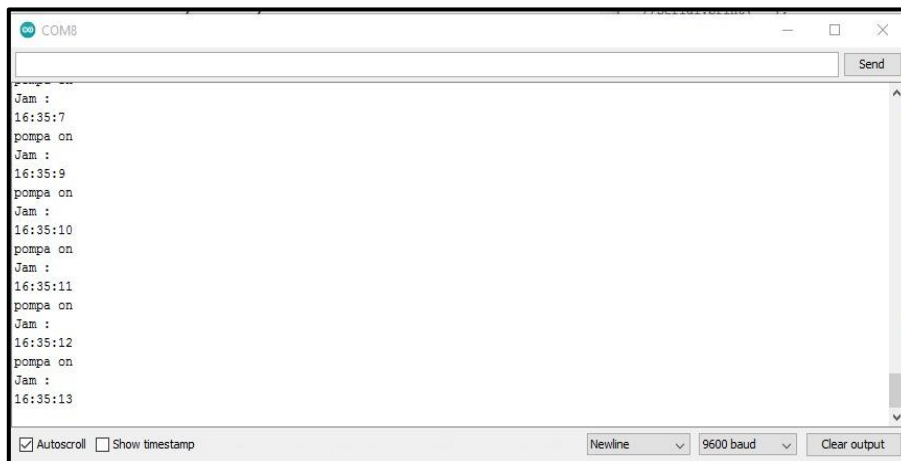 COM8
Send
Jam :
16:35:7
pompa on
Jam :
16:35:9
pompa on
Jam :
16:35:10
pompa on
Jam :
16:35:11
pompa on
Jam :
16:35:12
pompa on
Jam :
16:35:13
Autoscroll Show timestamp Newline 9600 baud Clear output